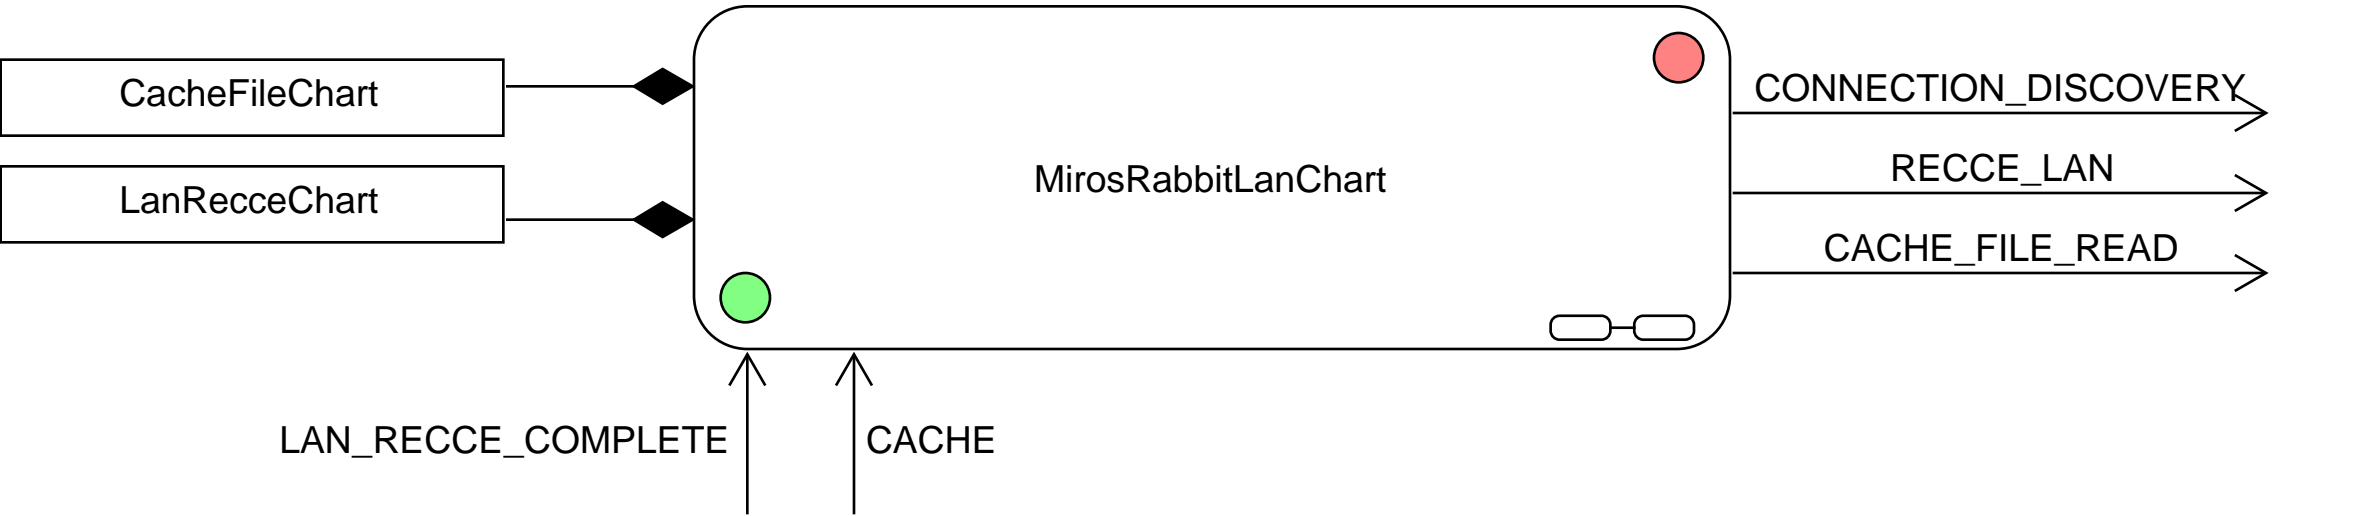 CacheFileChart
LanRecceChart
MirosRabbitLanChart
CONNECTION_DISCOVERY
RECCE_LAN
CACHE_FILE_READ
LAN_RECCE_COMPLETE
CACHE